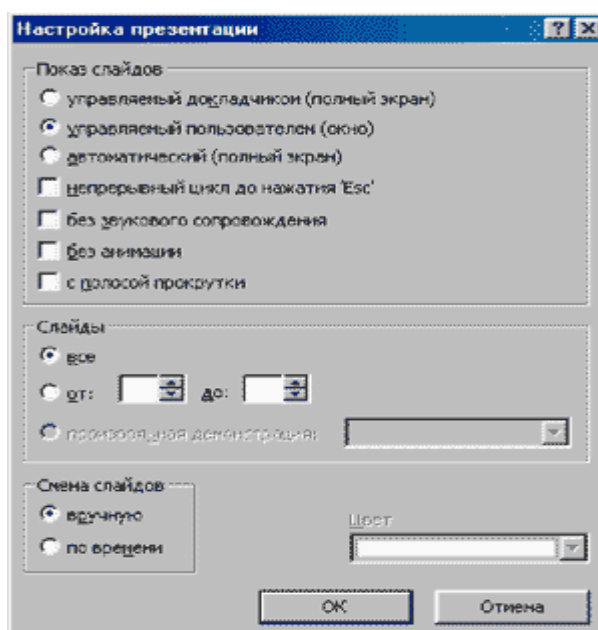 Настройка презентации
Показ слайдов
управляемый докладчиком (полный экран)
управляемый пользователем (окно)
автоматический (полный экран)
непрерывный цикл до нажатия 'Esc'
без звукового сопровождения
без анимации
с полосой прокрутки
Слайды
все
от: до:
произвольная демонстрация:
Смена слайдов
вручную
по времени
Цвет
ОК Отмена